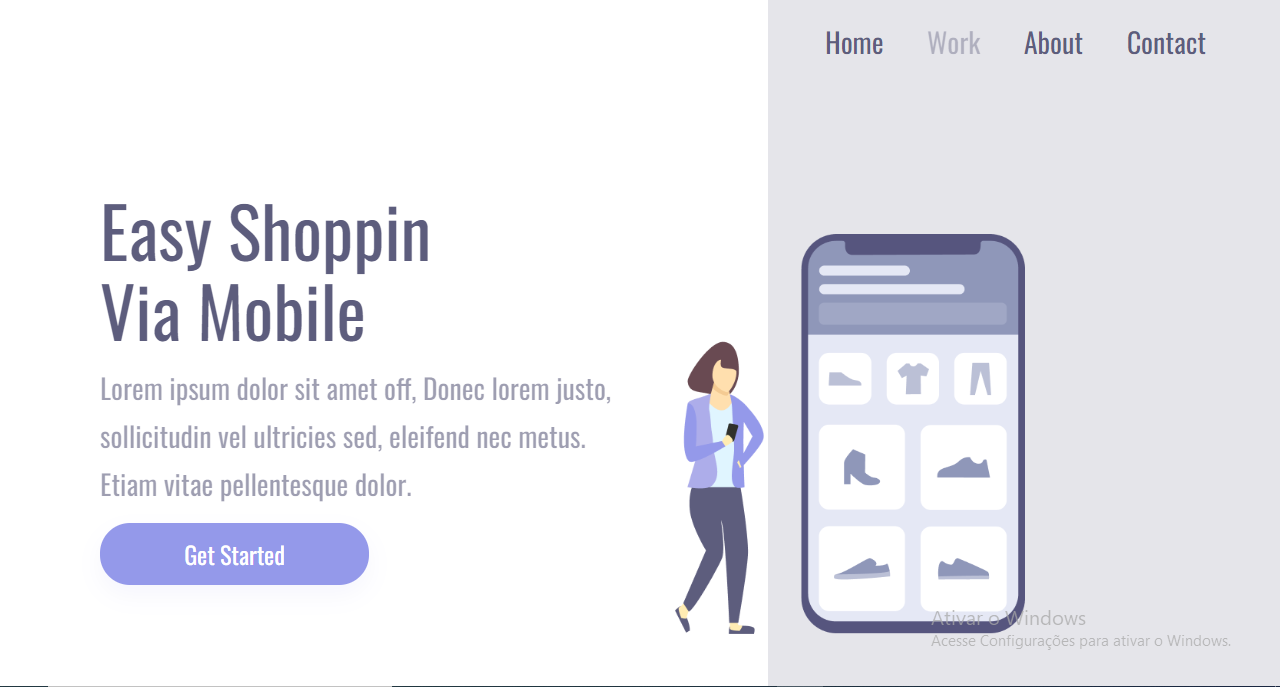 Home Work About Contact
Easy Shoppin
Via Mobile
Lorem ipsum dolor sit amet off, Donec lorem justo,
sollicitudin vel ultricies sed, eleifend nec metus.
Etiam vitae pellentesque dolor.
Get Started
Ativar o Windows
Acesse Configurações para ativar o Windows.